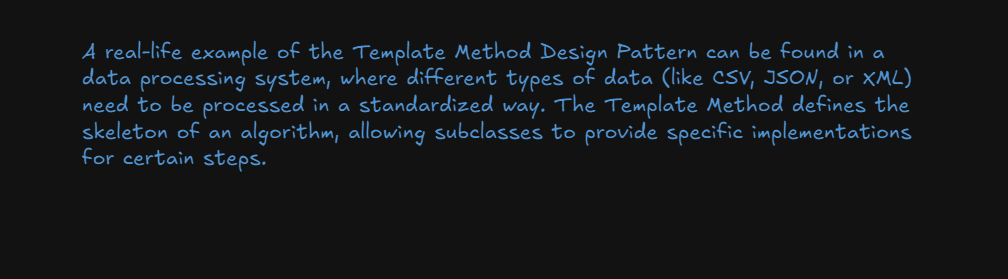 A real-life example of the Template Method Design Pattern can be found in a
data processing system, where different types of data (like CSV, JSON, or XML)
need to be processed in a standardized way. The Template Method defines the
skeleton of an algorithm, allowing subclasses to provide specific implementations
for certain steps.